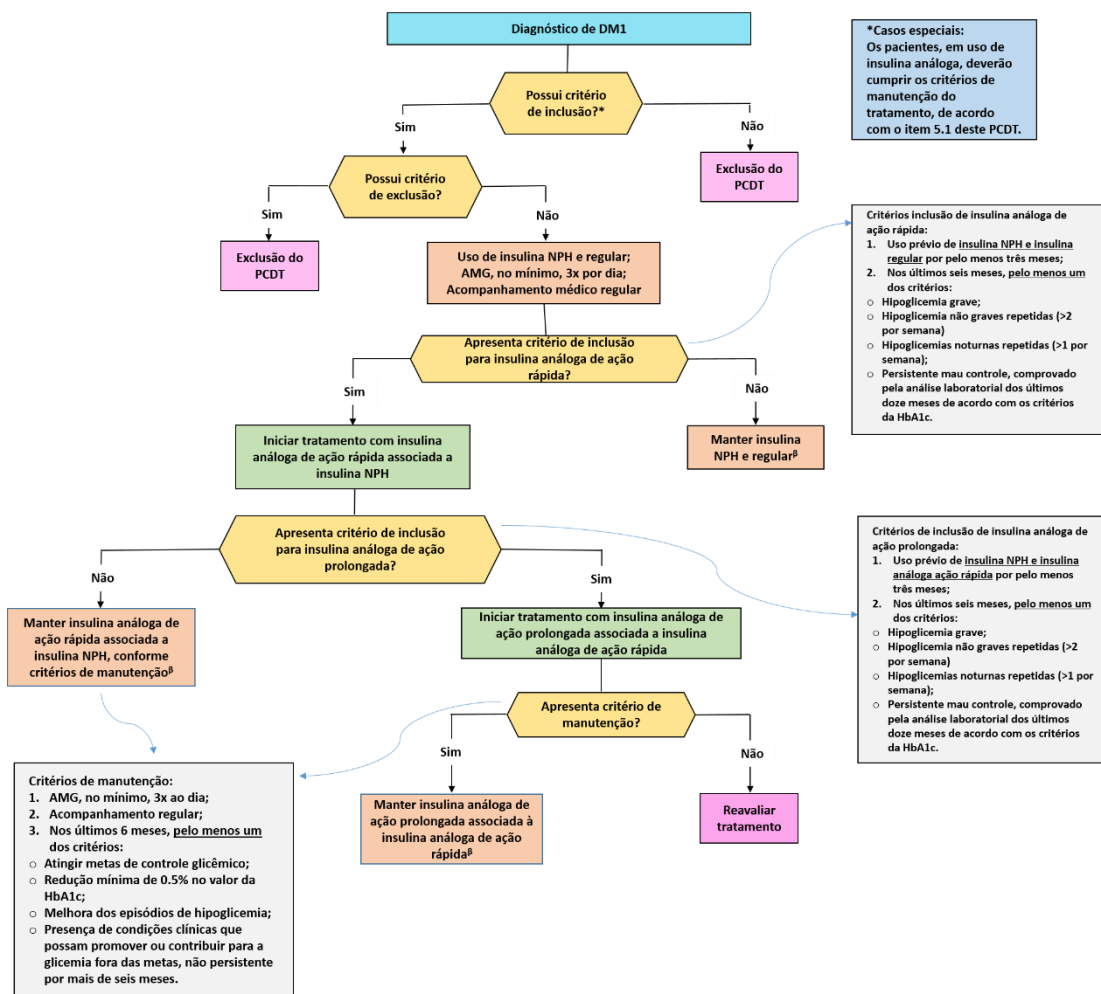 Diagnóstico de DM1
*Casos especiais:
Os pacientes, em uso de
insulina análoga, deverão
cumprir os critérios de
manutenção do
tratamento, de acordo
com o item 5.1 deste PCDT.
Possui critério
de inclusão?*
Sim
Não
Exclusão do
PCDT
Possui critério
de exclusão?
Sim
Não
Exclusão do
PCDT
Uso de insulina NPH e regular;
AMG, no mínimo, 3x por dia;
Acompanhamento médico regular
Critérios inclusão de insulina análoga de
ação rápida:
1. Uso prévio de insulina NPH e insulina
regular por pelo menos três meses;
2. Nos últimos seis meses, pelo menos um
dos critérios:
o Hipoglicemia grave;
o Hipoglicemia não graves repetidas (>2
por semana)
o Hipoglicemias noturnas repetidas (>1 por
semana);
o Persistente mau controle, comprovado
pela análise laboratorial dos últimos
doze meses de acordo com os critérios
da HbA1c.
Apresenta critério de inclusão
para insulina análoga de ação
rápida?
Sim
Não
Iniciar tratamento com insulina
análoga de ação rápida associada a
insulina NPH
Manter insulina
NPH e regularᵝ
Apresenta critério de inclusão
para insulina análoga de ação
prolongada?
Não
Sim
Critérios de inclusão de insulina análoga de
ação prolongada:
1. Uso prévio de insulina NPH e insulina
análoga ação rápida por pelo menos
três meses;
2. Nos últimos seis meses, pelo menos um
dos critérios:
o Hipoglicemia grave;
o Hipoglicemia não graves repetidas (>2
por semana)
o Hipoglicemias noturnas repetidas (>1 por
semana);
o Persistente mau controle, comprovado
pela análise laboratorial dos últimos
doze meses de acordo com os critérios
da HbA1c.
Manter insulina análoga de
ação rápida associada a
insulina NPH, conforme
critérios de manutençãoᵝ
Iniciar tratamento com insulina análoga de
ação prolongada associada a insulina
análoga de ação rápida
Apresenta critério de
manutenção?
Sim
Não
Manter insulina análoga de
ação prolongada associada à
insulina análoga de ação
rápidaᵝ
Reavaliar
tratamento
Critérios de manutenção:
1. AMG, no mínimo, 3x ao dia;
2. Acompanhamento regular;
3. Nos últimos 6 meses, pelo menos um
dos critérios:
o Atingir metas de controle glicêmico;
o Redução mínima de 0.5% no valor da
HbA1c;
o Melhora dos episódios de hipoglicemia;
o Presença de condições clínicas que
possam promover ou contribuir para a
glicemia fora das metas, não persistente
por mais de seis meses.